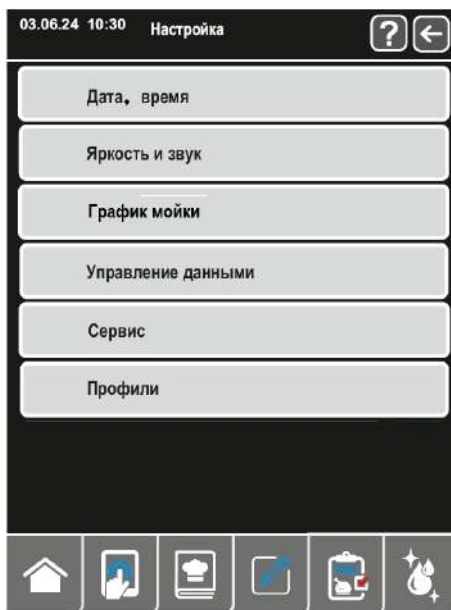 03.06.24 10:30 Настройка ?
Дата, время
Яркость и звук
График мойки
Управление данными
Сервис
Профили